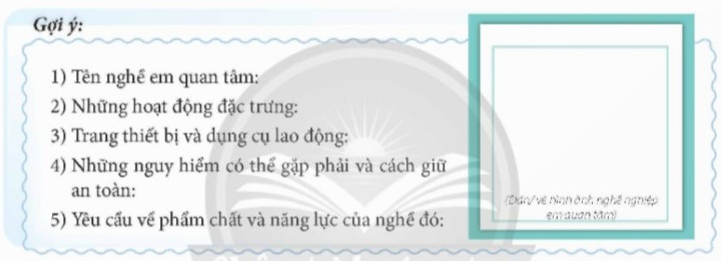 Gợi ý:
1) Tên nghề em quan tâm:
2) Những hoạt động đặc trưng:
3) Trang thiết bị và dụng cụ lao động:
4) Những nguy hiểm có thể gặp phải và cách giữ
an toàn:
5) Yêu cầu về phẩm chất và năng lực của nghề đó:
(Dán/ vẽ hình ảnh nghề nghiệp
em quan tâm)